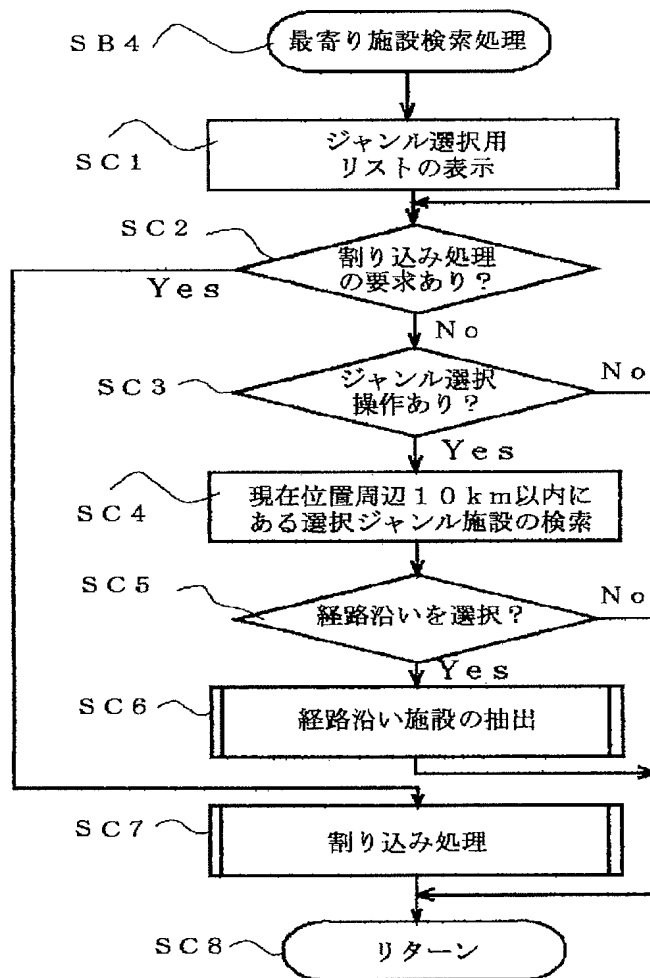 SB4
最寄り施設検索処理
SC1
ジャンル選択用
リストの表示
SC2
割り込み処理
の要求あり？
Yes
No
SC3
ジャンル選択
操作あり？
No
Yes
SC4
現在位置周辺１０ｋｍ以内に
ある選択ジャンル施設の検索
SC5
経路沿いを選択？
No
Yes
SC6
経路沿い施設の抽出
SC7
割り込み処理
SC8
リターン